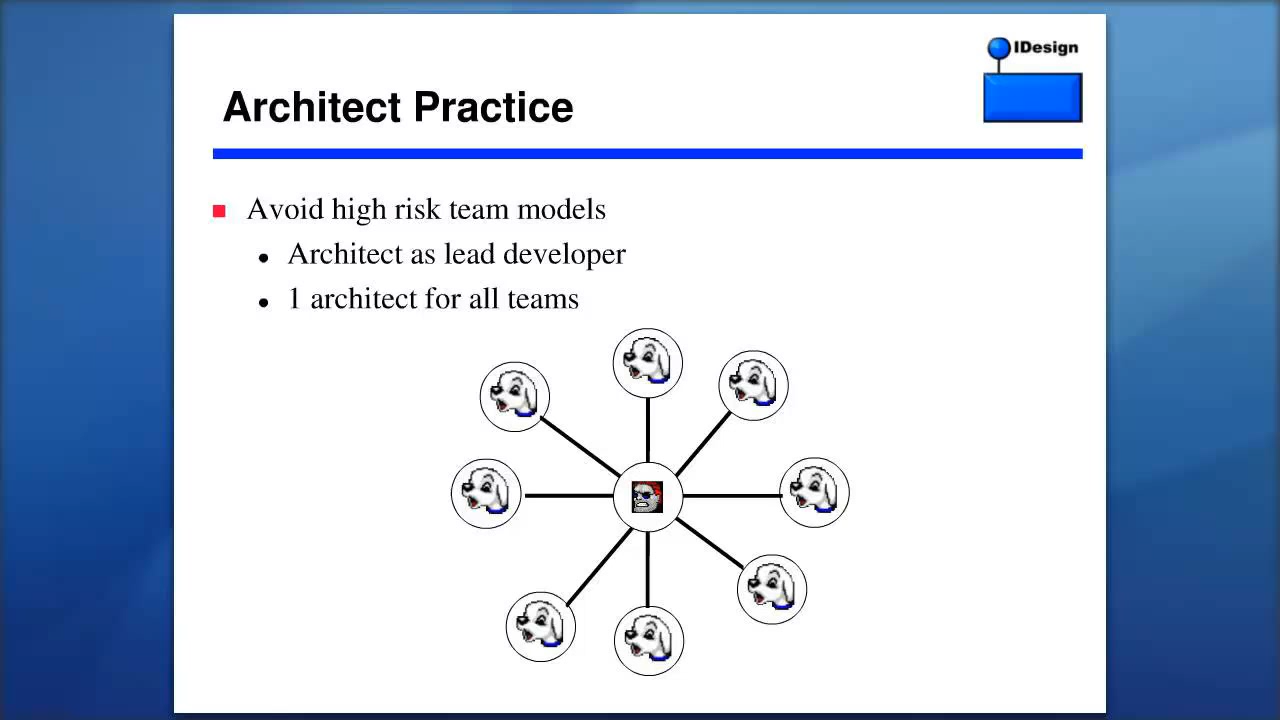 IDesign
Architect Practice
Avoid high risk team models
Architect as lead developer
1 architect for all teams